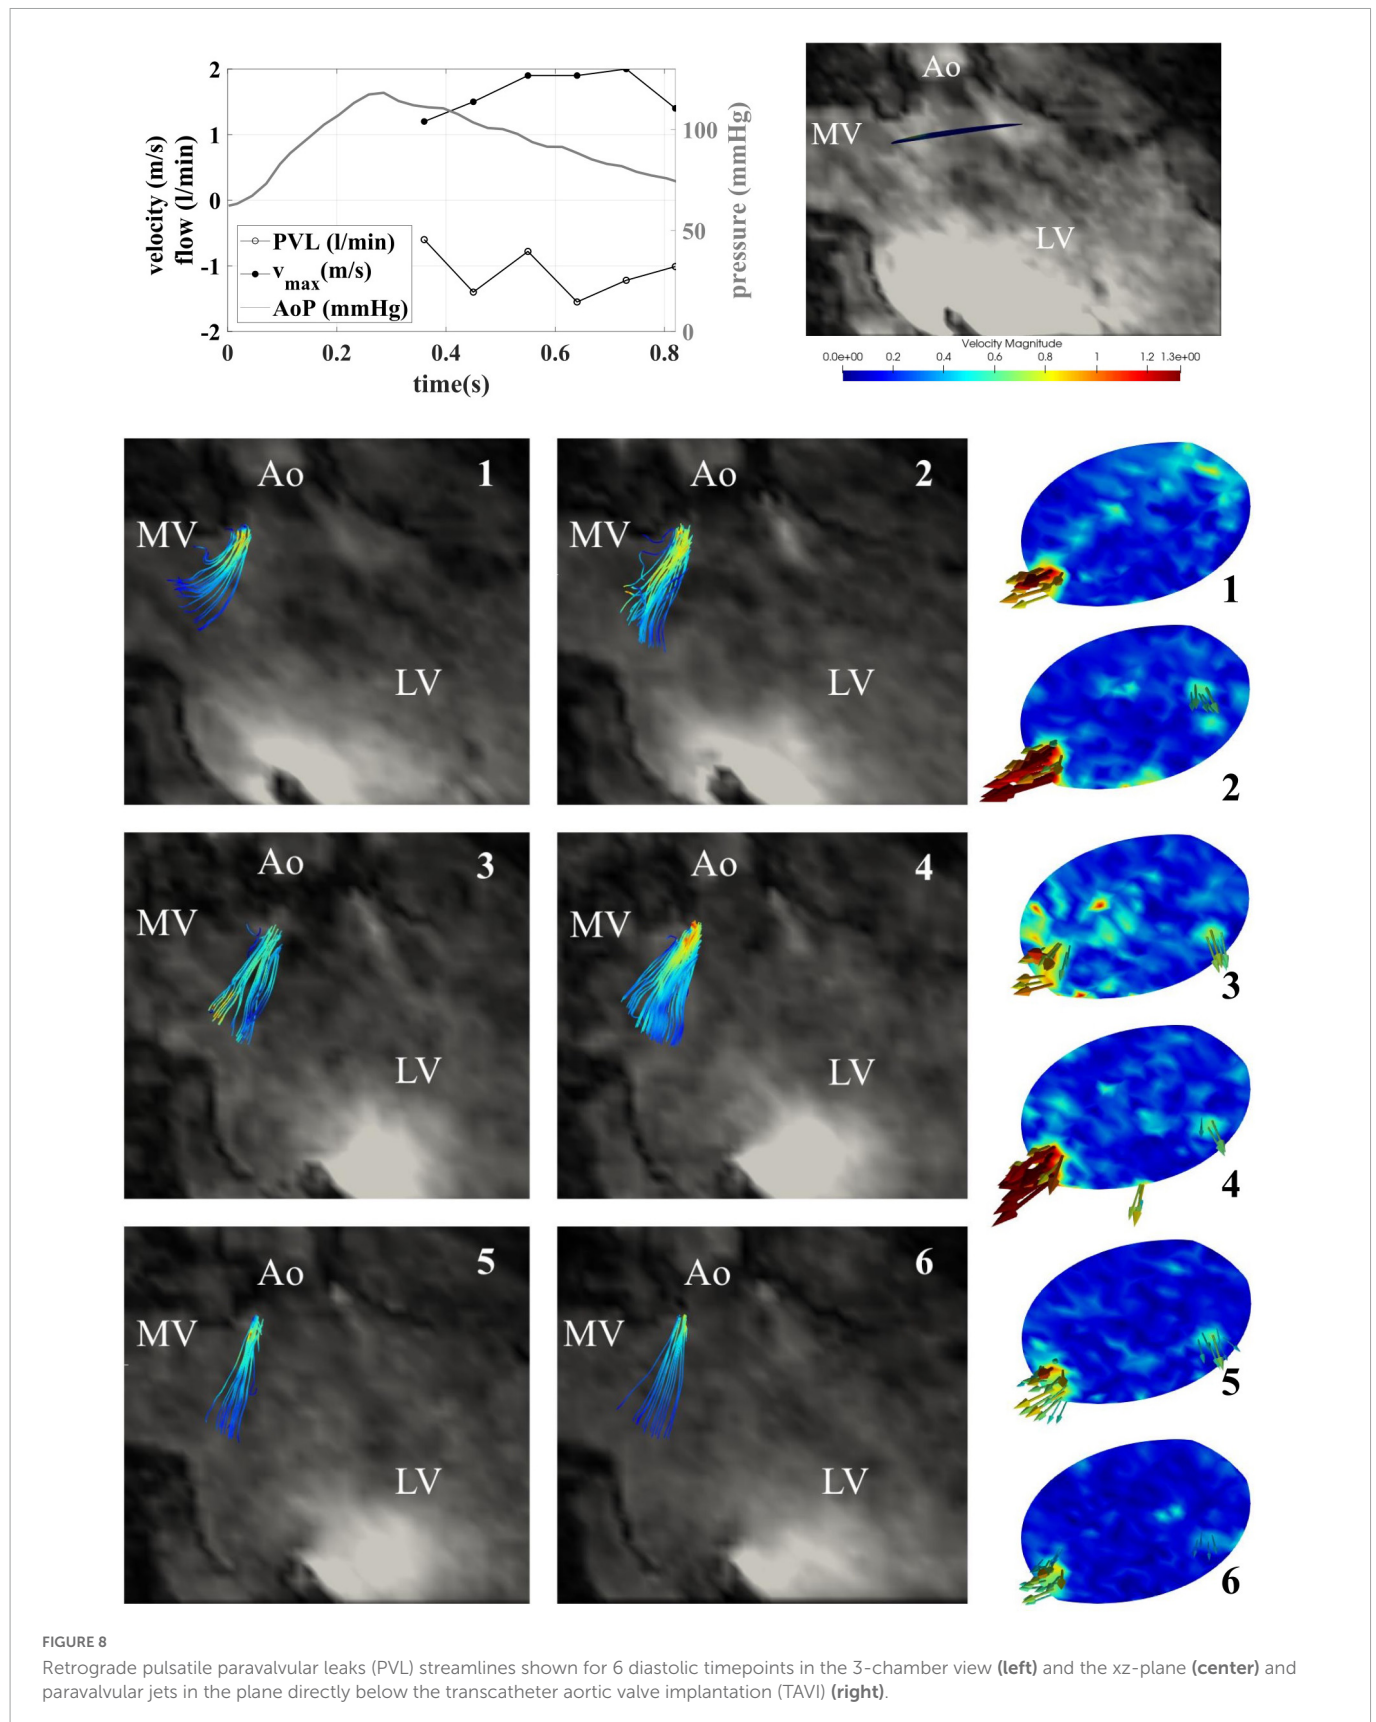 2
1
0
-1
-2
velocity (m/s)
flow (l/min)
PVL (l/min)
vmax(m/s)
AoP (mmHg)
0
0.2
0.4
0.6
0.8
time(s)
100
50
0
pressure (mmHg)
Ao
MV
LV
Velocity Magnitude
0.0e+00 0.2 0.4 0.6 0.8 1 1.2 1.3e+00
Ao 1
MV
LV
Ao 2
MV
LV
1
2
Ao 3
MV
LV
Ao 4
MV
LV
3
4
Ao 5
MV
LV
Ao 6
MV
LV
5
6
FIGURE 8
Retrograde pulsatile paravalvular leaks (PVL) streamlines shown for 6 diastolic timepoints in the 3-chamber view (left) and the xz-plane (center) and
paravalvular jets in the plane directly below the transcatheter aortic valve implantation (TAVI) (right).